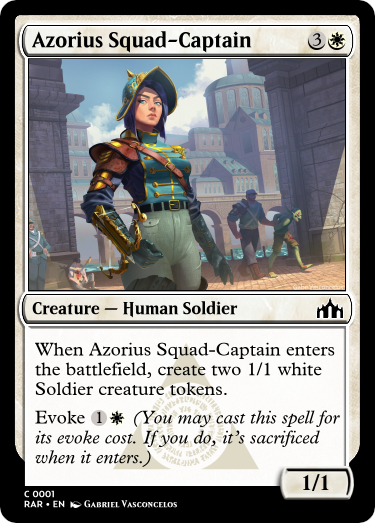 Azorius Squad-Captain 3
Creature — Human Soldier
When Azorius Squad-Captain enters
the battlefield, create two 1/1 white
Soldier creature tokens.
Evoke 1 (You may cast this spell for
its evoke cost. If you do, it's sacrificed
when it enters.)
1/1
C 0001
RAR • EN Gabriel Vasconcelos